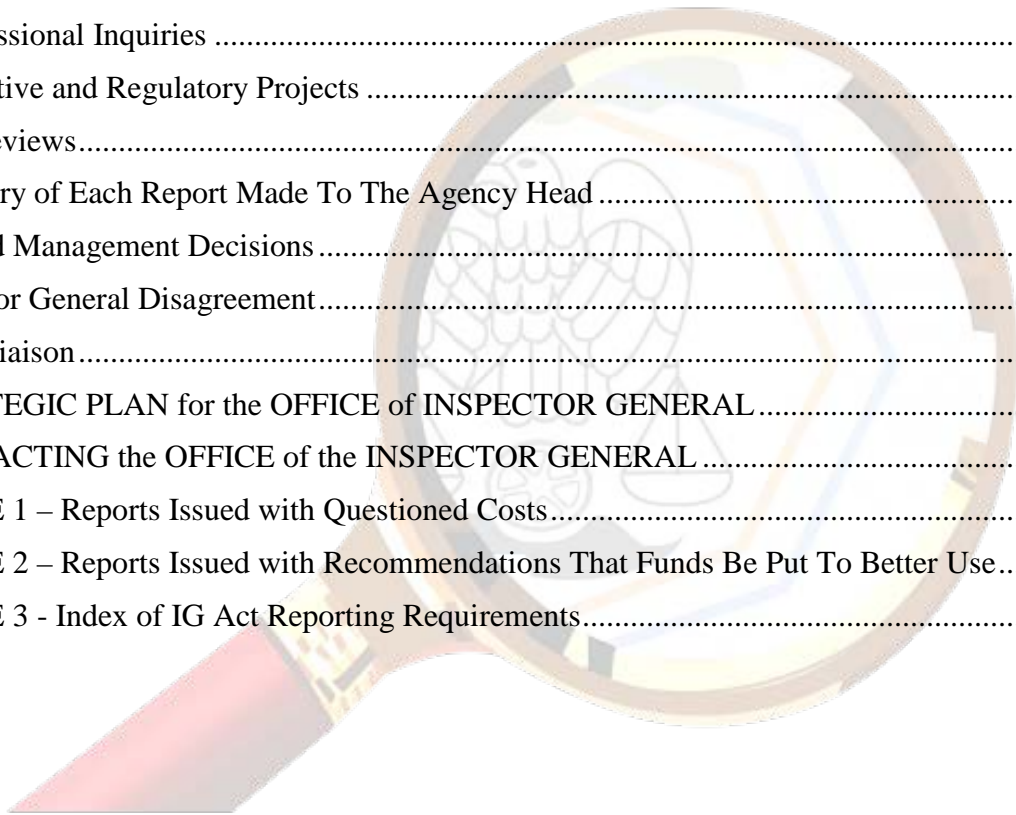 ssional Inquiries ................................................................................
tive and Regulatory Projects ................................................................................
eviews................................................................................
ry of Each Report Made To The Agency Head ................................................................................
d Management Decisions ................................................................................
or General Disagreement................................................................................
iaison................................................................................
TEGIC PLAN for the OFFICE of INSPECTOR GENERAL ................................................................................
ACTING the OFFICE of the INSPECTOR GENERAL ................................................................................
E 1 – Reports Issued with Questioned Costs................................................................................
E 2 – Reports Issued with Recommendations That Funds Be Put To Better Use..
E 3 - Index of IG Act Reporting Requirements................................................................................